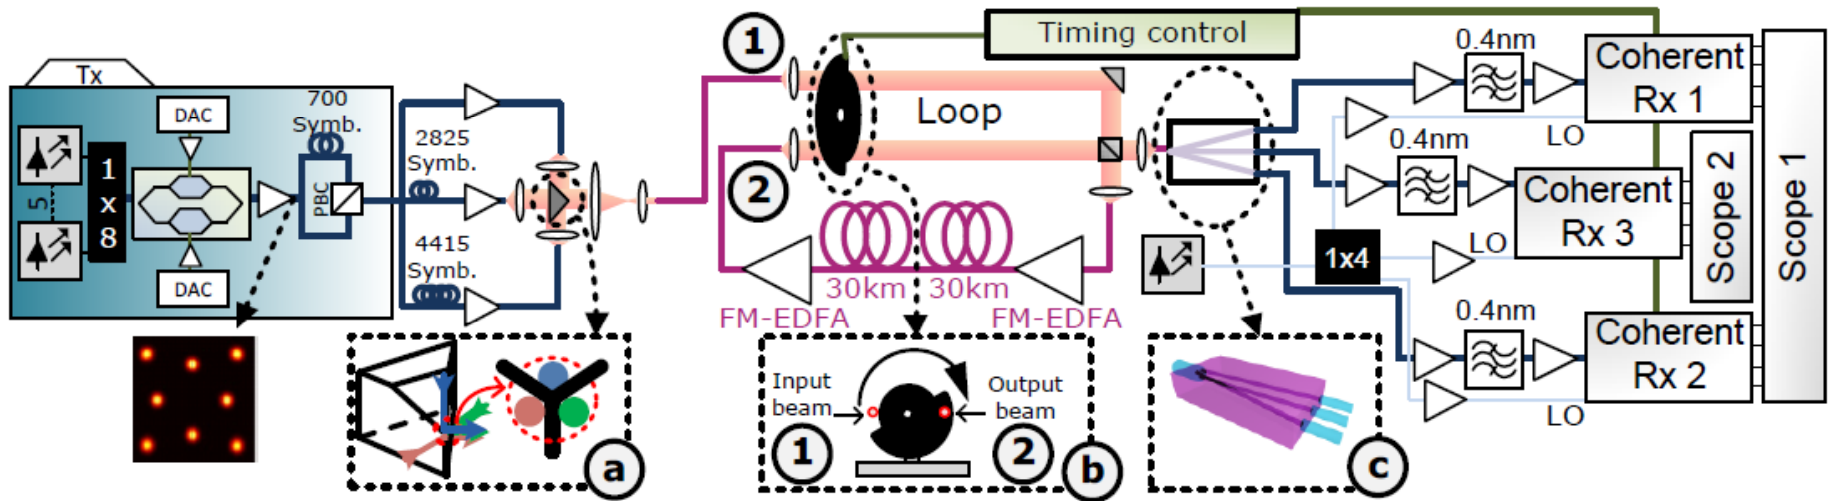 Tx
DAC
5
1
x
8
DAC
700
Symb.
PBC
2825
Symb.
4415
Symb.
a
1
2
Loop
Timing control
30km
30km
FM-EDFA
FM-EDFA
Input
beam
1
Output
beam
2
b
c
0.4nm
Coherent
Rx 1
LO
0.4nm
Coherent
Rx 3
LO
1x4
0.4nm
Coherent
Rx 2
LO
Scope 2
Scope 1